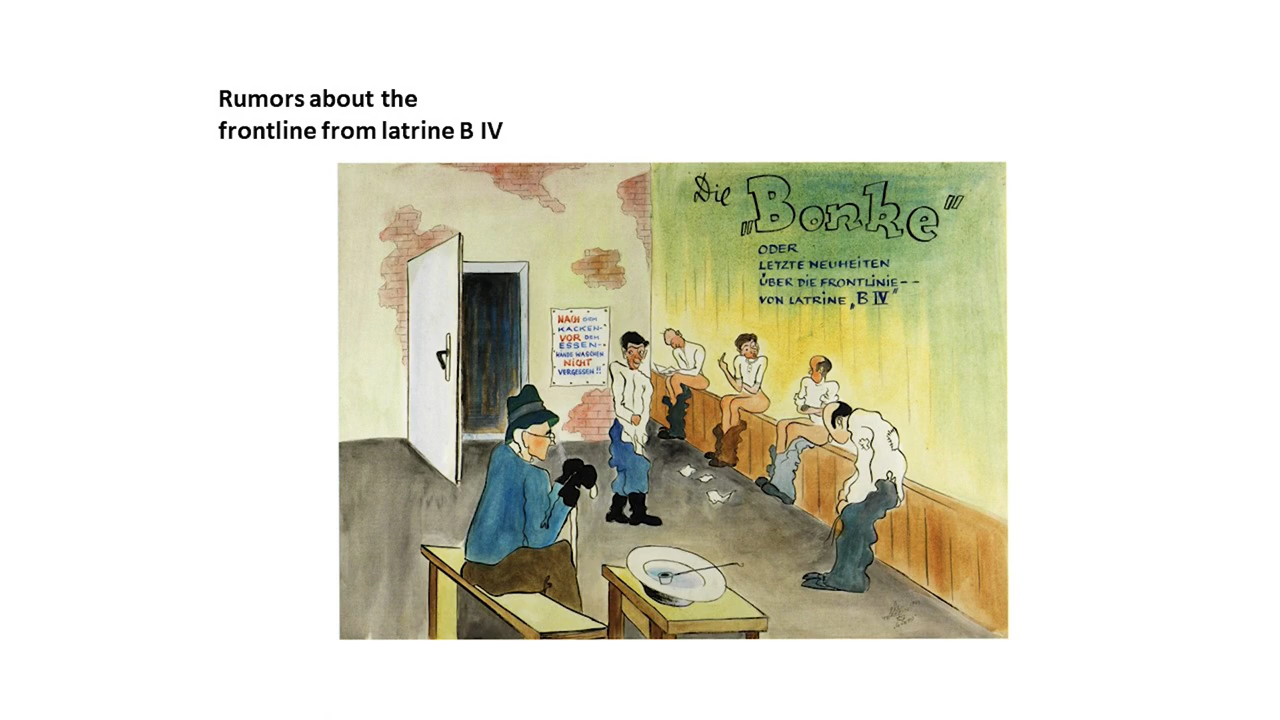 Rumors about the
frontline from latrine B IV
Die „Bonke"
ODER
LETZTE NEUHEITEN
ÜBER DIE FRONTLINIE--
VON LATRINE „B IV"
NACH DEM
KACKEN-
VOR DEM
ESSEN-
HÄNDE WASCHEN
NICHT
VERGESSEN!!